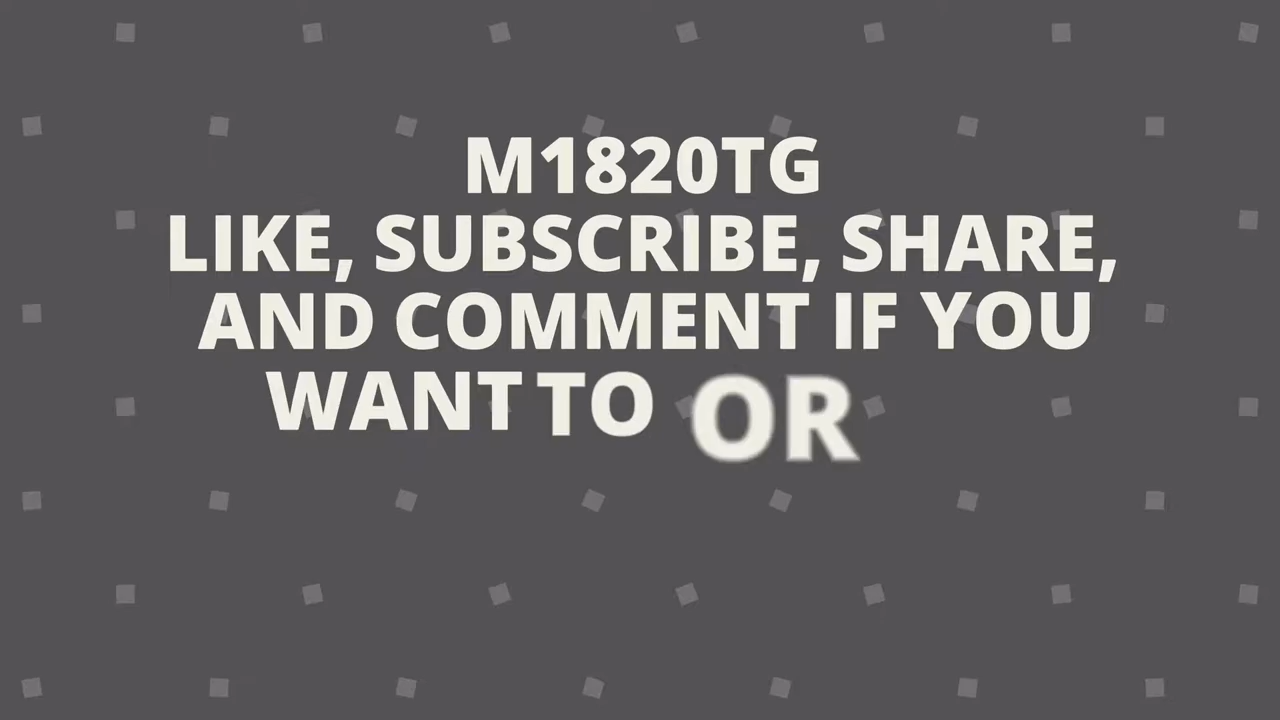 M1820TG
LIKE, SUBSCRIBE, SHARE,
AND COMMENT IF YOU
WANT TO OR